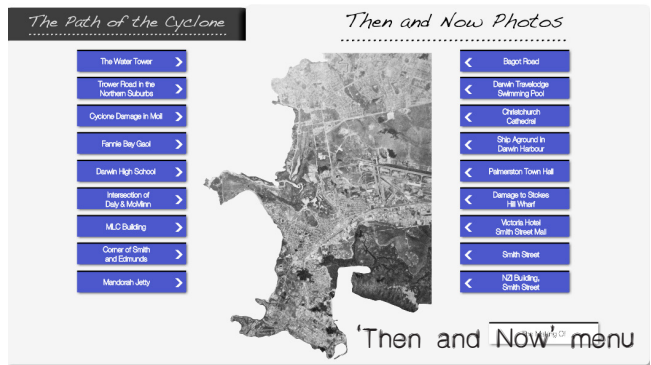 The Path of the Cyclone
Then and Now Photos
The Water Tower
Trower Road in the
Northern Suburbs
Cyclone Damage in Moil
Fannie Bay Gaol
Darwin High School
Intersection of
Daly & McMinn
MLC Building
Corner of Smith
and Edmunds
Mandorah Jetty
Bagot Road
Darwin Travelodge
Swimming Pool
Christchurch
Cathedral
Ship Aground in
Darwin Harbour
Palmerston Town Hall
Damage to Stokes
Hill Wharf
Victoria Hotel
Smith Street Mall
Smith Street
NZI Building,
Smith Street
'Then and Now' menu